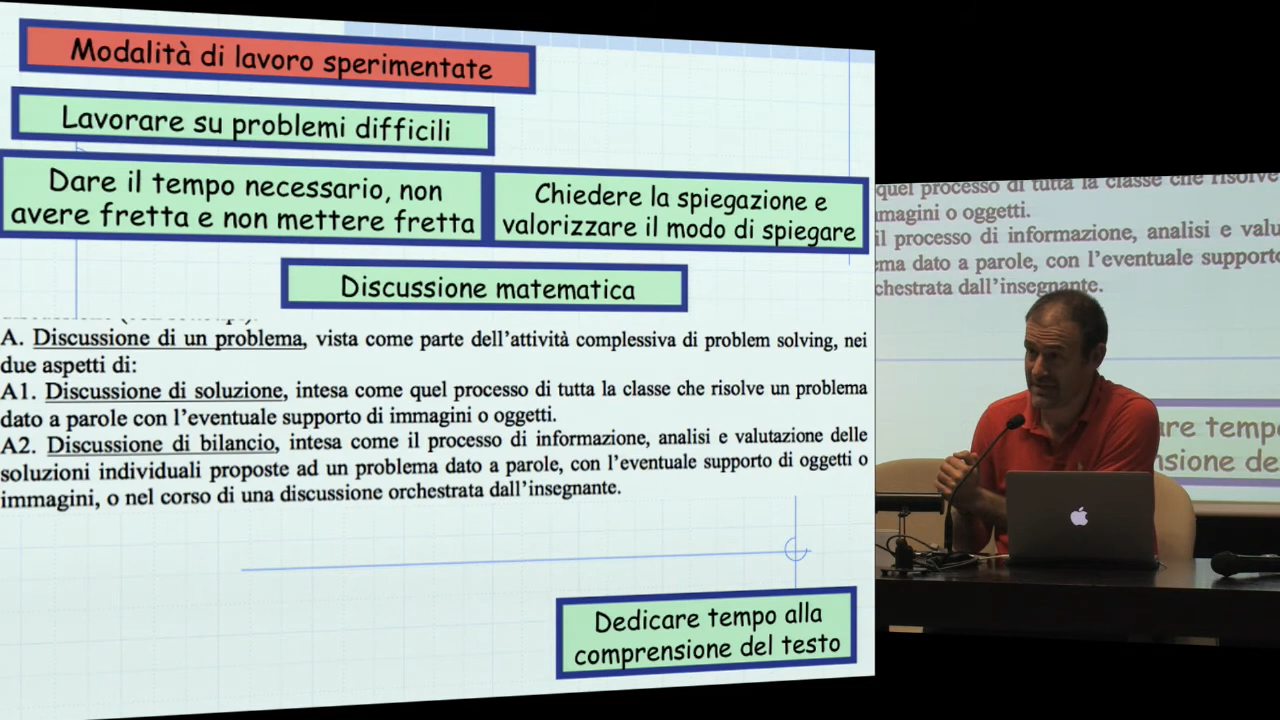 Modalità di lavoro sperimentate
Lavorare su problemi difficili
Dare il tempo necessario, non
avere fretta e non mettere fretta
Chiedere la spiegazione e
valorizzare il modo di spiegare
Discussione matematica
A. Discussione di un problema, vista come parte dell'attività complessiva di problem solving, nei
due aspetti di:
A1. Discussione di soluzione, intesa come quel processo di tutta la classe che risolve un problema
dato a parole con l'eventuale supporto di immagini o oggetti.
A2. Discussione di bilancio, intesa come il processo di informazione, analisi e valutazione delle
soluzioni individuali proposte ad un problema dato a parole, con l'eventuale supporto di oggetti o
immagini, o nel corso di una discussione orchestrata dall'insegnante.
Dedicare tempo alla
comprensione del testo
quel processo di tutta la classe che risolve
mmagini o oggetti.
il processo di informazione, analisi e valu
ma dato a parole, con l'eventuale supporto
chestrata dall'insegnante.
are tempo
nsione de